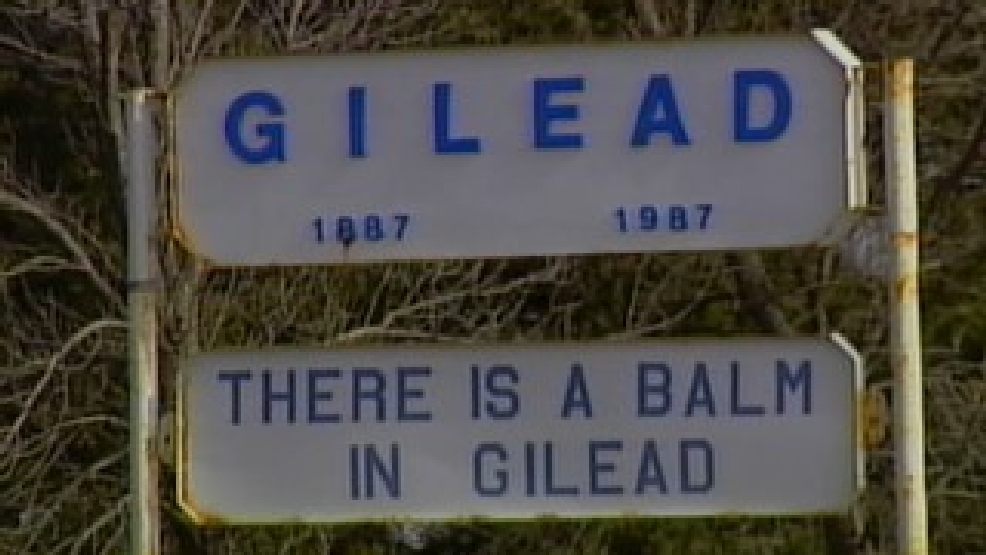 GILEAD
1887 1987
THERE IS A BALM
IN GILEAD